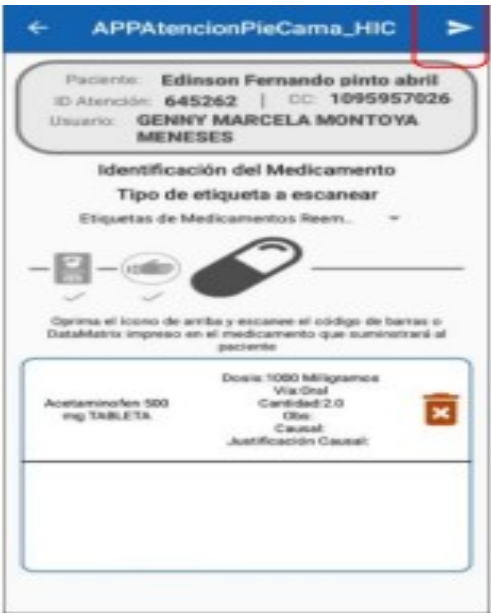 APPAtencionPieCama_HIC
Paciente: Edinson Fernando pinto abril
ID Atención: 645262 | CC: 1095957026
Usuario: GENNY MARCELA MONTOYA
MENESES
Identificación del Medicamento
Tipo de etiqueta a escanear
Etiquetas de Medicamentos Reem...
Oprima el icono de arriba y escanee el código de barras o
DataMatrix impreso en el medicamento que suministrará al
paciente
Acetaminofen 500
mg TABLETA
Dosis:1000 Miligramos
Vía:Oral
Cantidad:2.0
Obs:
Causal:
Justificación Causal: